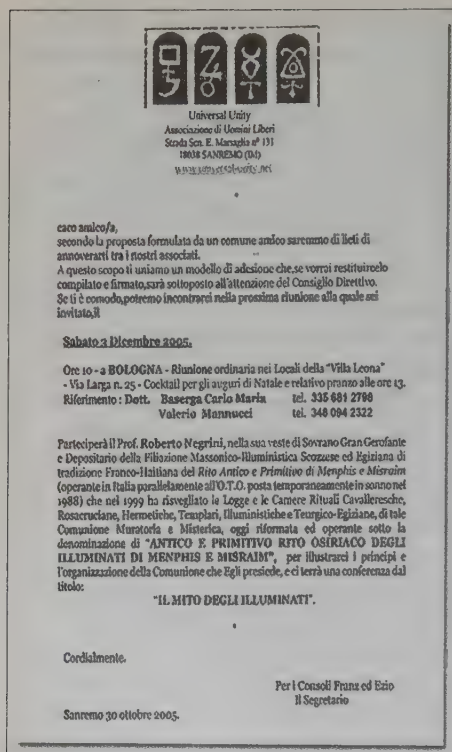 Universal Unity
Associazione di Uomini Liberi
Strada Sen. E. Marsaglia n° 131
18038 SANREMO (IM)
www.universal-unity.net
caro amico/a,
secondo la proposta formulata da un comune amico saremmo di lieti di
annoverarti tra i nostri associati.
A questo scopo ti uniamo un modello di adesione che,se vorrai restituircelo
compilato e firmato,sarà sottoposto all'attenzione del Consiglio Direttivo.
Se ti è comodo,potremo incontrarci nella prossima riunione alla quale sei
invitato,il
Sabato 3 Dicembre 2005.
Ore 10 - a BOLOGNA - Riunione ordinaria nei Locali della "Villa Leona"
- Via Larga n. 25 - Cocktail per gli auguri di Natale e relativo pranzo alle ore 13.
Riferimento : Dott. Baserga Carlo Maria tel. 335 681 2798
Valerio Mannucci tel. 348 094 2322
Parteciperà il Prof. Roberto Negrini, nella sua veste di Sovrano Gran Gerofante
e Depositario della Filiazione Massonico-Illuministica Scozzese ed Egiziana di
tradizione Franco-Haitiana del Rito Antico e Primitivo di Menphis e Misraim
(operante in Italia parallelamente all'O.T.O. posta temporaneamente in sonno nel
1988) che nel 1999 ha risvegliato le Logge e le Camere Rituali Cavalleresche,
Rosacruciane, Hermetiche, Templari, Illuministiche e Teurgico-Egiziane, di tale
Comunione Muratoria e Misterica, oggi riformata ed operante sotto la
denominazione di "ANTICO E PRIMITIVO RITO OSIRIACO DEGLI
ILLUMINATI DI MENPHIS E MISRAIM", per illustrarci i principi e
l'organizzazione della Comunione che Egli presiede, e ci terrà una conferenza dal
titolo:
"IL MITO DEGLI ILLUMINATI".
Cordialmente.
Per i Consoli Franz ed Ezio
Il Segretario
Sanremo 30 ottobre 2005.